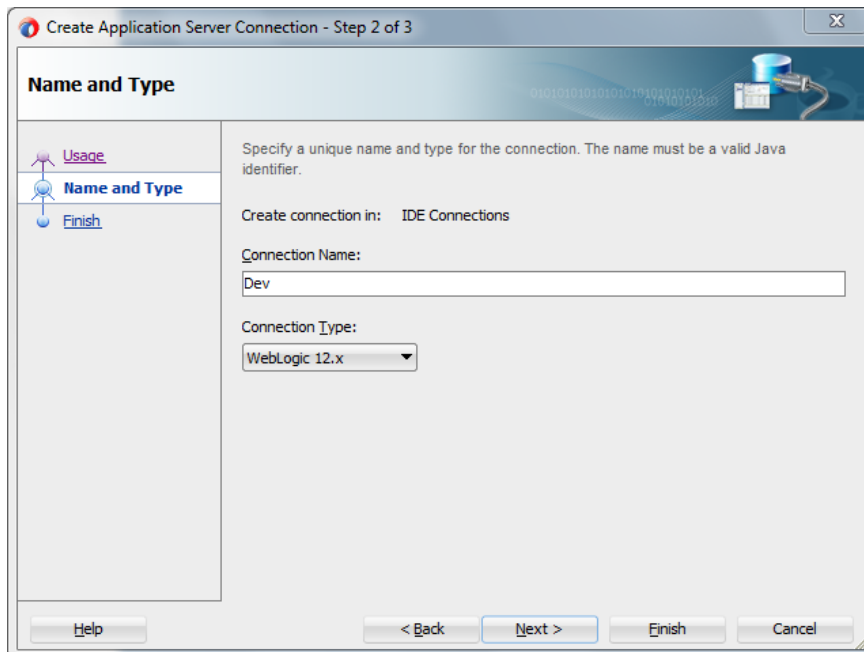 Create Application Server Connection - Step 2 of 3
Name and Type
Usage
Name and Type
Finish
Specify a unique name and type for the connection. The name must be a valid Java
identifier.
Create connection in: IDE Connections
Connection Name:
Dev
Connection Type:
WebLogic 12.x
Help
< Back
Next >
Finish
Cancel